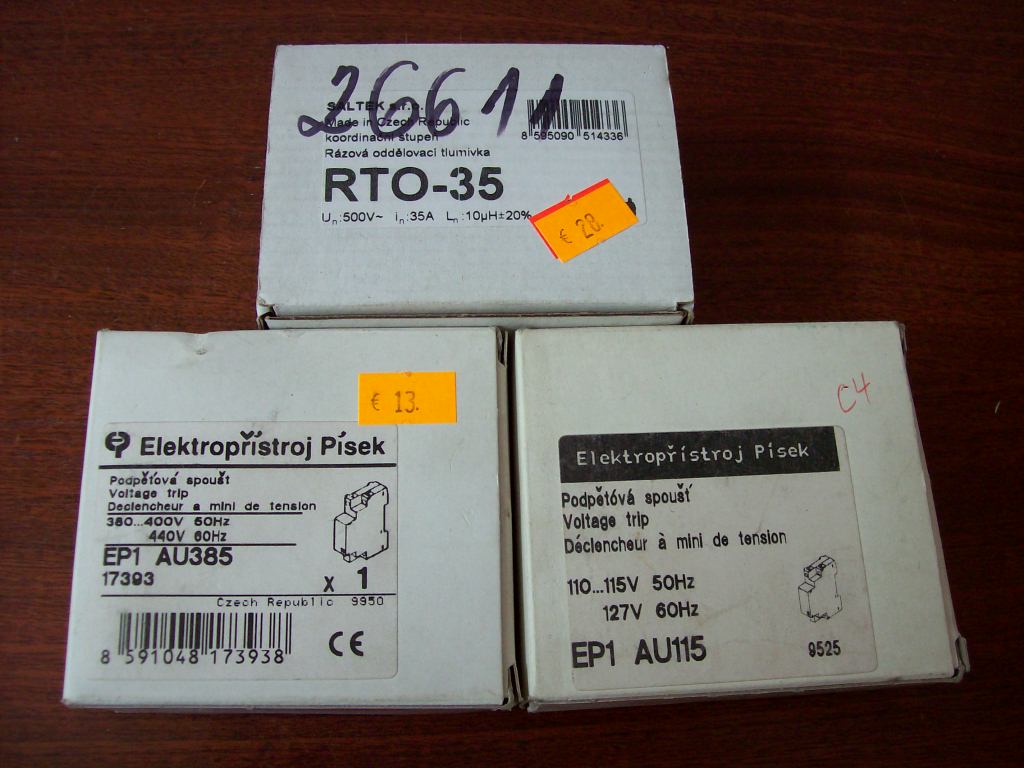 26611
SALTEK s.r.o.
Made in Czech Republic
koordinační stupeň
Rázová oddělovací tlumivka
8 595090 514336
RTO-35
Un:500V~ in:35A Ln:10µH±20%
€ 28.
€ 13.
Elektropřístroj Písek
Podpěťóvá spoušť
Voltage trip
Declencheur a mini de tension
380...400V 50Hz
440V 60Hz
EP1 AU385
17393
x 1
Czech Republic 9950
8 591048 173938
CE
C4
Elektropřístroj Písek
Podpěťóvá spoušť
Voltage trip
Déclencheur à mini de tension
110...115V 50Hz
127V 60Hz
EP1 AU115
9525